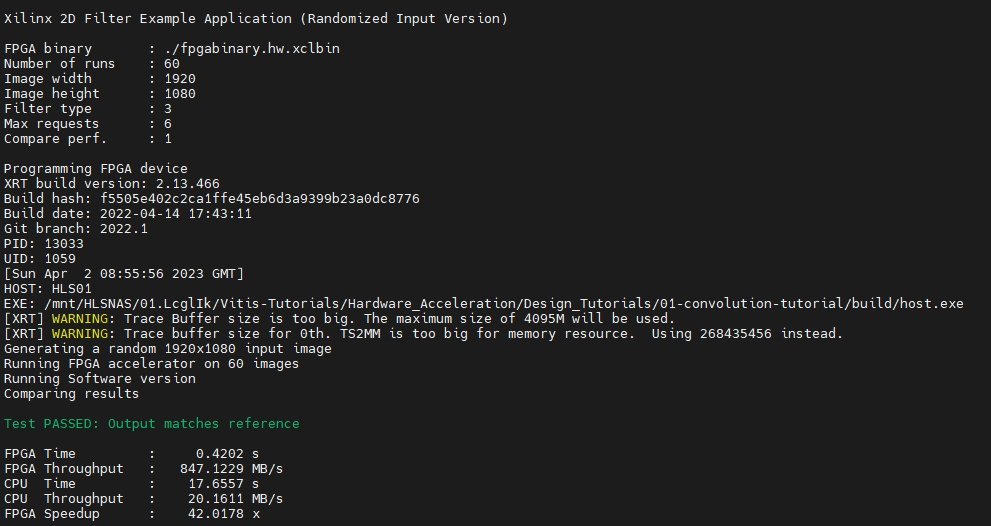 Xilinx 2D Filter Example Application (Randomized Input Version)
FPGA binary : ./fpgabinary.hw.xclbin
Number of runs : 60
Image width : 1920
Image height : 1080
Filter type : 3
Max requests : 6
Compare perf. : 1
Programming FPGA device
XRT build version: 2.13.466
Build hash: f5505e402c2ca1ffe45eb6d3a9399b23a0dc8776
Build date: 2022-04-14 17:43:11
Git branch: 2022.1
PID: 13033
UID: 1059
[Sun Apr  2 08:55:56 2023 GMT]
HOST: HLS01
EXE: /mnt/HLSNAS/01.LcglIk/Vitis-Tutorials/Hardware_Acceleration/Design_Tutorials/01-convolution-tutorial/build/host.exe
[XRT] WARNING: Trace Buffer size is too big. The maximum size of 4095M will be used.
[XRT] WARNING: Trace buffer size for 0th. TS2MM is too big for memory resource.  Using 268435456 instead.
Generating a random 1920x1080 input image
Running FPGA accelerator on 60 images
Running Software version
Comparing results
Test PASSED: Output matches reference
FPGA Time : 0.4202 s
FPGA Throughput : 847.1229 MB/s
CPU  Time : 17.6557 s
CPU  Throughput : 20.1611 MB/s
FPGA Speedup : 42.0178 x